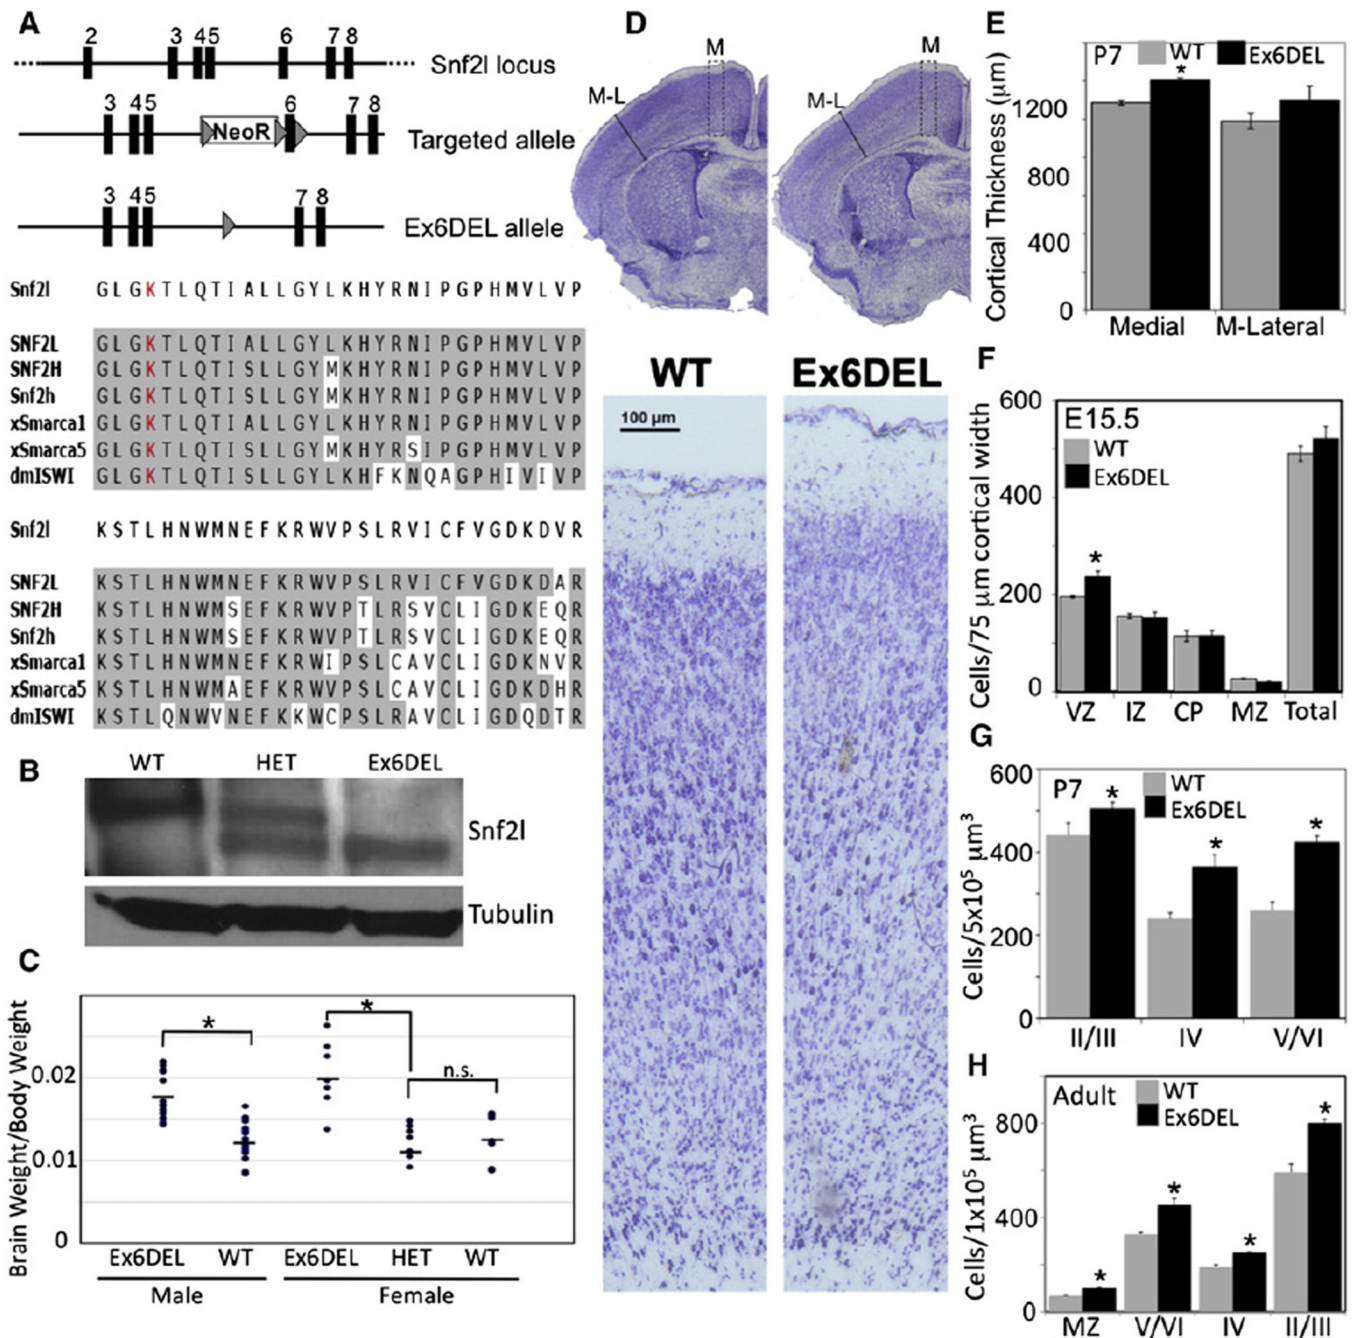 A
2 3 4 5 6 7 8
Snf2l locus
3 4 5 6 7 8
NeoR
Targeted allele
3 4 5 7 8
Ex6DEL allele
Snf2l G L G K T L Q T I A L L G Y L K H Y R N I P G P H M V L V P
SNF2L G L G K T L Q T I A L L G Y L K H Y R N I P G P H M V L V P
SNF2H G L G K T L Q T I S L L G Y M K H Y R N I P G P H M V L V P
Snf2h G L G K T L Q T I S L L G Y M K H Y R N I P G P H M V L V P
xSmarca1 G L G K T L Q T I A L L G Y L K H Y R N I P G P H M V L V P
xSmarca5 G L G K T L Q T I S L L G Y M K H Y R S I P G P H M V L V P
dmISWI G L G K T L Q T I S L L G Y L K H F K N Q A G P H I V I V P
Snf2l K S T L H N W M N E F K R W V P S L R V I C F V G D K D V R
SNF2L K S T L H N W M N E F K R W V P S L R V I C F V G D K D A R
SNF2H K S T L H N W M S E F K R W V P T L R S V C L I G D K E Q R
Snf2h K S T L H N W M S E F K R W V P T L R S V C L I G D K E Q R
xSmarca1 K S T L H N W M N E F K R W I P S L C A V C L I G D K N V R
xSmarca5 K S T L H N W M A E F K R W V P S L C A V C L I G D K D H R
dmISWI K S T L Q N W V N E F K K W C P S L R A V C L I G D Q D T R
B
WT HET Ex6DEL
Snf2l
Tubulin
C
Brain Weight/Body Weight
0.02
0.01
0
* * n.s.
Ex6DEL WT Ex6DEL HET WT
Male Female
D
M M
M-L M-L
WT Ex6DEL
100 µm
E
P7 WT Ex6DEL
*
Cortical Thickness (µm)
1200
800
400
0
Medial M-Lateral
F
E15.5
WT
Ex6DEL
*
Cells/75 µm cortical width
600
400
200
0
VZ IZ CP MZ Total
G
P7 WT
Ex6DEL
* * *
Cells/5x10⁵ µm³
600
400
200
0
II/III IV V/VI
H
Adult WT
Ex6DEL
* * * *
Cells/1x10⁵ µm³
800
400
0
MZ V/VI IV II/III